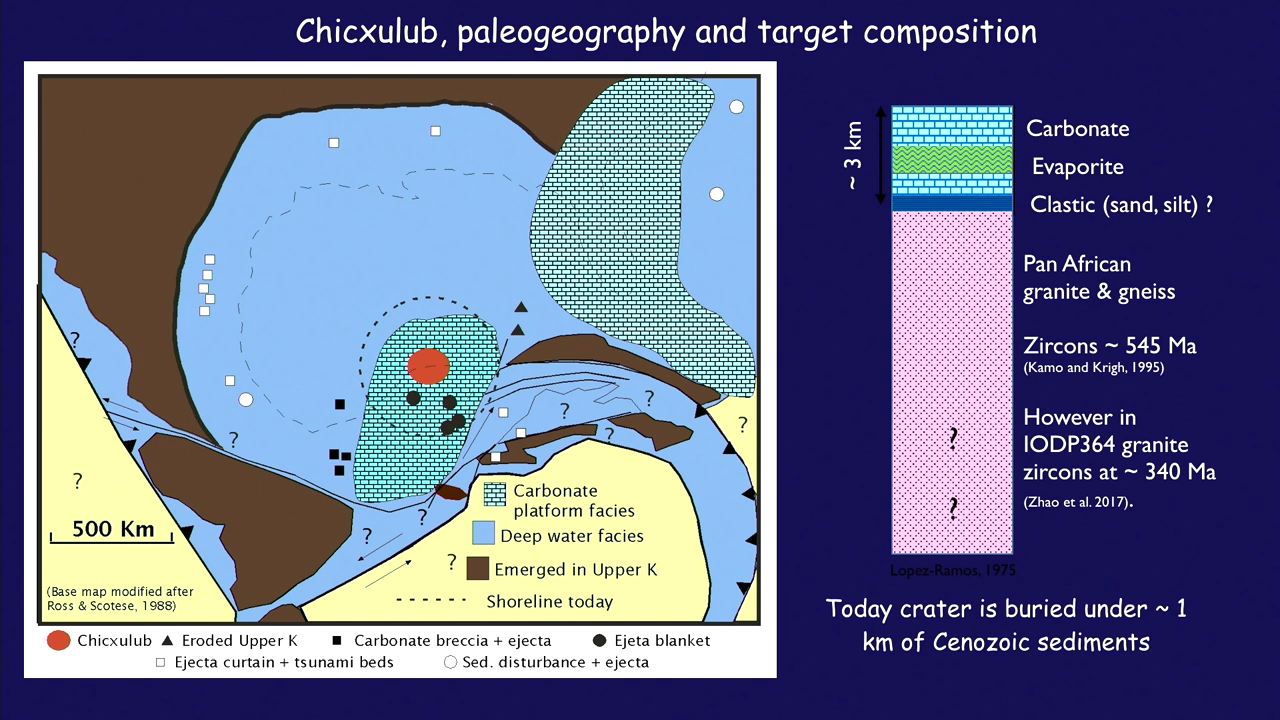 Chicxulub, paleogeography and target composition
?
?
?
?
?
?
?
?
?
?
500 Km
(Base map modified after
Ross & Scotese, 1988)
Carbonate
platform facies
Deep water facies
Emerged in Upper K
Shoreline today
Chicxulub
Eroded Upper K
Carbonate breccia + ejecta
Ejeta blanket
Ejecta curtain + tsunami beds
Sed. disturbance + ejecta
~ 3 km
Carbonate
Evaporite
Clastic (sand, silt) ?
Pan African
granite & gneiss
Zircons ~ 545 Ma
(Kamo and Krigh, 1995)
However in
IODP364 granite
zircons at ~ 340 Ma
(Zhao et al. 2017).
?
?
Lopez-Ramos, 1975
Today crater is buried under ~ 1
km of Cenozoic sediments